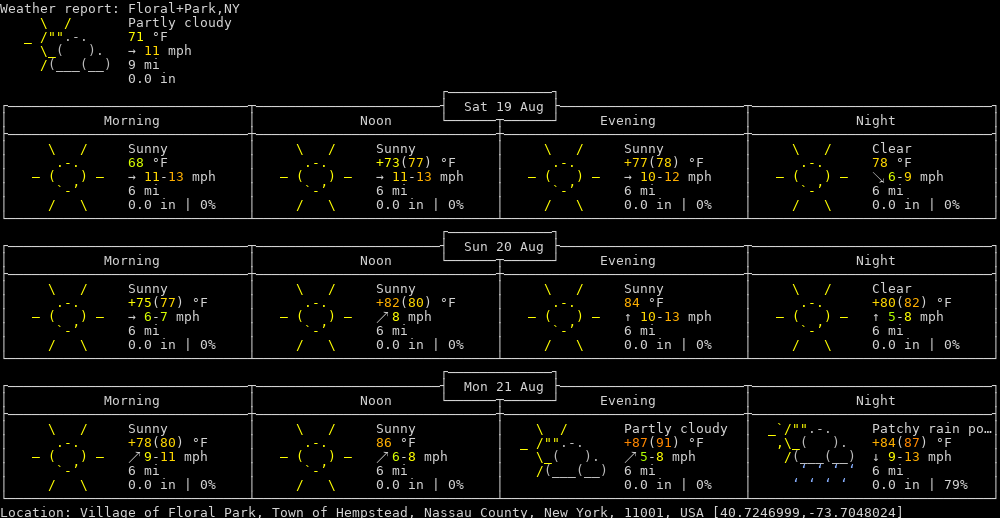 Weather report: Floral+Park,NY
Partly cloudy
71 °F
→ 11 mph
9 mi
0.0 in
Sat 19 Aug
Morning Noon Evening Night
Sunny Sunny Sunny Clear
68 °F +73(77) °F +77(78) °F 78 °F
→ 11-13 mph → 11-13 mph → 10-12 mph ↘ 6-9 mph
6 mi 6 mi 6 mi 6 mi
0.0 in | 0% 0.0 in | 0% 0.0 in | 0% 0.0 in | 0%
Sun 20 Aug
Morning Noon Evening Night
Sunny Sunny Sunny Clear
+75(77) °F +82(80) °F 84 °F +80(82) °F
→ 6-7 mph ↗ 8 mph ↑ 10-13 mph ↑ 5-8 mph
6 mi 6 mi 6 mi 6 mi
0.0 in | 0% 0.0 in | 0% 0.0 in | 0% 0.0 in | 0%
Mon 21 Aug
Morning Noon Evening Night
Sunny Sunny Partly cloudy Patchy rain po…
+78(80) °F 86 °F +87(91) °F +84(87) °F
↗ 9-11 mph ↗ 6-8 mph ↗ 5-8 mph ↓ 9-13 mph
6 mi 6 mi 6 mi 6 mi
0.0 in | 0% 0.0 in | 0% 0.0 in | 0% 0.0 in | 79%
Location: Village of Floral Park, Town of Hempstead, Nassau County, New York, 11001, USA [40.7246999,-73.7048024]